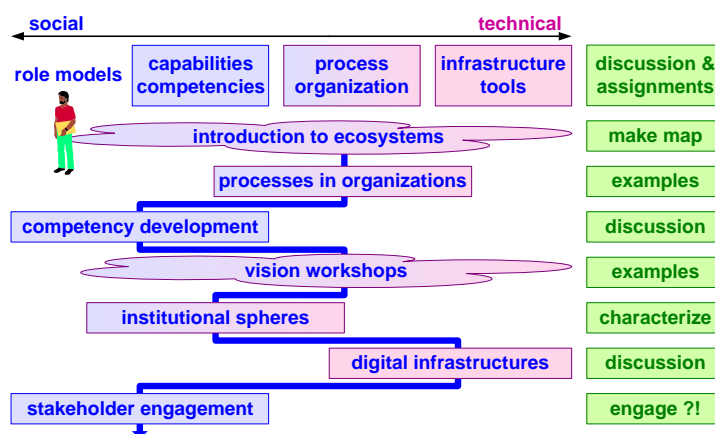 social
technical
role models
capabilities
competencies
process
organization
infrastructure
tools
discussion &
assignments
introduction to ecosystems
make map
processes in organizations
examples
competency development
discussion
vision workshops
examples
institutional spheres
characterize
digital infrastructures
discussion
stakeholder engagement
engage ?!